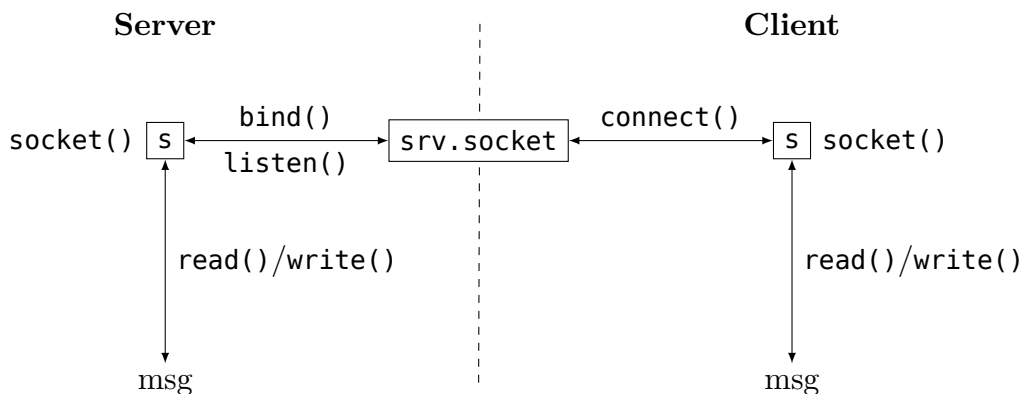 Server
Client
socket()
s
bind()
listen()
srv.socket
connect()
s
socket()
read()/write()
read()/write()
msg
msg